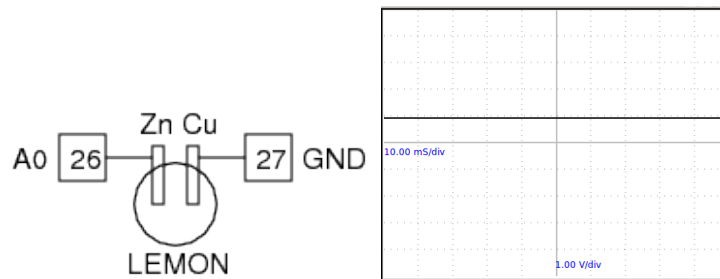 Zn Cu
A0 26 27 GND
LEMON
10.00 mS/div
1.00 V/div